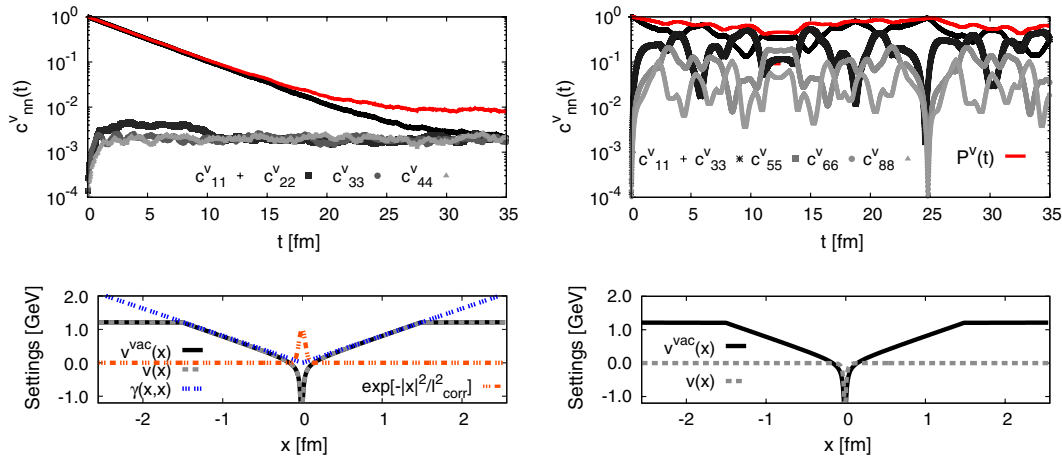 10^0
10^-1
10^-2
10^-3
10^-4
c^v_nn(t)
c^v_11 + c^v_22 ■ c^v_33 ● c^v_44 ▲
0 5 10 15 20 25 30 35
t [fm]
10^0
10^-1
10^-2
10^-3
10^-4
c^v_nn(t)
c^v_11 + c^v_33 ∗ c^v_55 ■ c^v_66 ● c^v_88 ▲ P^v(t)
0 5 10 15 20 25 30 35
t [fm]
2.0
1.0
0.0
-1.0
Settings [GeV]
v^vac(x)
v(x)
γ(x,x)
exp[-|x|^2/l^2_corr]
-2 -1 0 1 2
x [fm]
2.0
1.0
0.0
-1.0
Settings [GeV]
v^vac(x)
v(x)
-2 -1 0 1 2
x [fm]